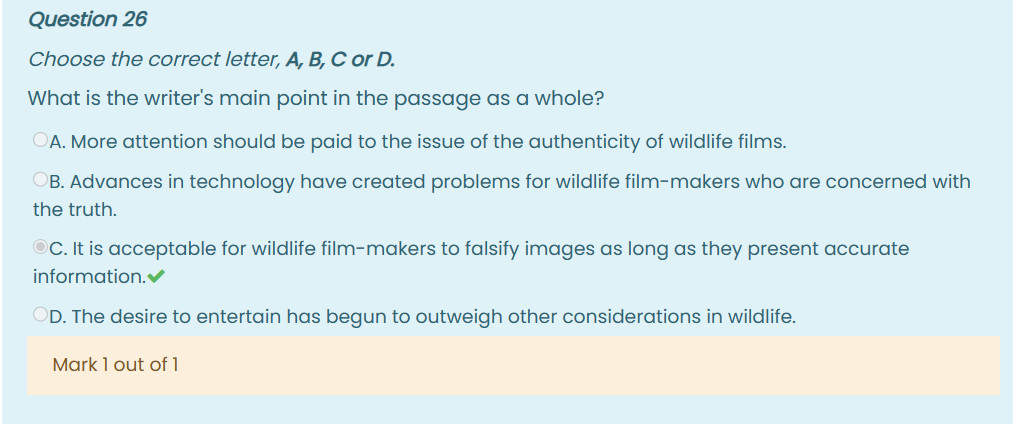 Question 26
Choose the correct letter, A, B, C or D.
What is the writer's main point in the passage as a whole?
A. More attention should be paid to the issue of the authenticity of wildlife films.
B. Advances in technology have created problems for wildlife film-makers who are concerned with
the truth.
C. It is acceptable for wildlife film-makers to falsify images as long as they present accurate
information.
D. The desire to entertain has begun to outweigh other considerations in wildlife.
Mark 1 out of 1